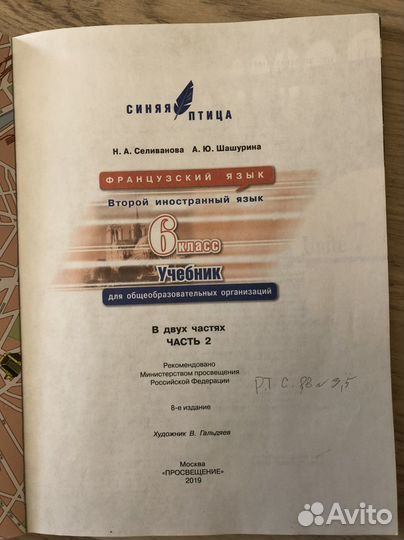 СИНЯЯ ПТИЦА
Н. А. Селиванова А. Ю. Шашурина
ФРАНЦУЗСКИЙ ЯЗЫК
Второй иностранный язык
6 класс
Учебник
для общеобразовательных организаций
В двух частях
ЧАСТЬ 2
Рекомендовано
Министерством просвещения
Российской Федерации
8-е издание
Художник В. Гальдяев
Москва
«ПРОСВЕЩЕНИЕ»
2019
Avito